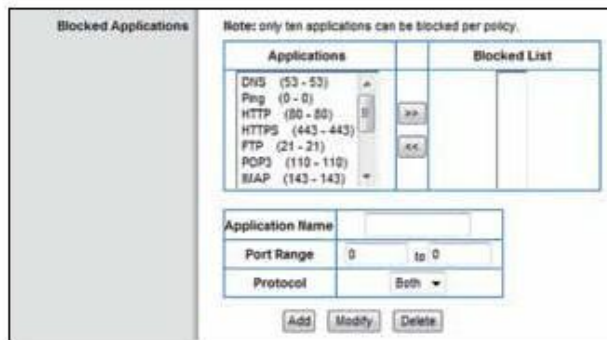 Blocked Applications
Note: only ten applications can be blocked per policy.
Applications
Blocked List
DNS (53 - 53)
Ping (0 - 0)
HTTP (80 - 80)
HTTPS (443 - 443)
FTP (21 - 21)
POP3 (110 - 110)
IMAP (143 - 143)
>>
<<
Application Name
Port Range 0 to 0
Protocol Both
Add Modify Delete